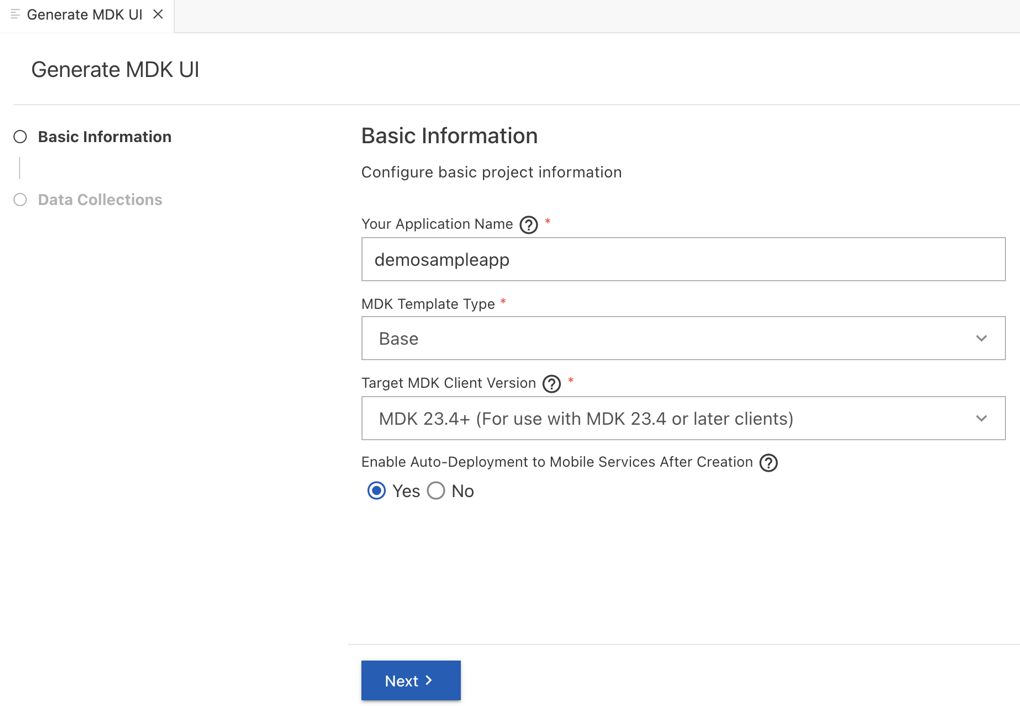 Generate MDK UI
Generate MDK UI
Basic Information
Data Collections
Basic Information
Configure basic project information
Your Application Name ? *
demosampleapp
MDK Template Type *
Base
Target MDK Client Version ? *
MDK 23.4+ (For use with MDK 23.4 or later clients)
Enable Auto-Deployment to Mobile Services After Creation ?
Yes No
Next